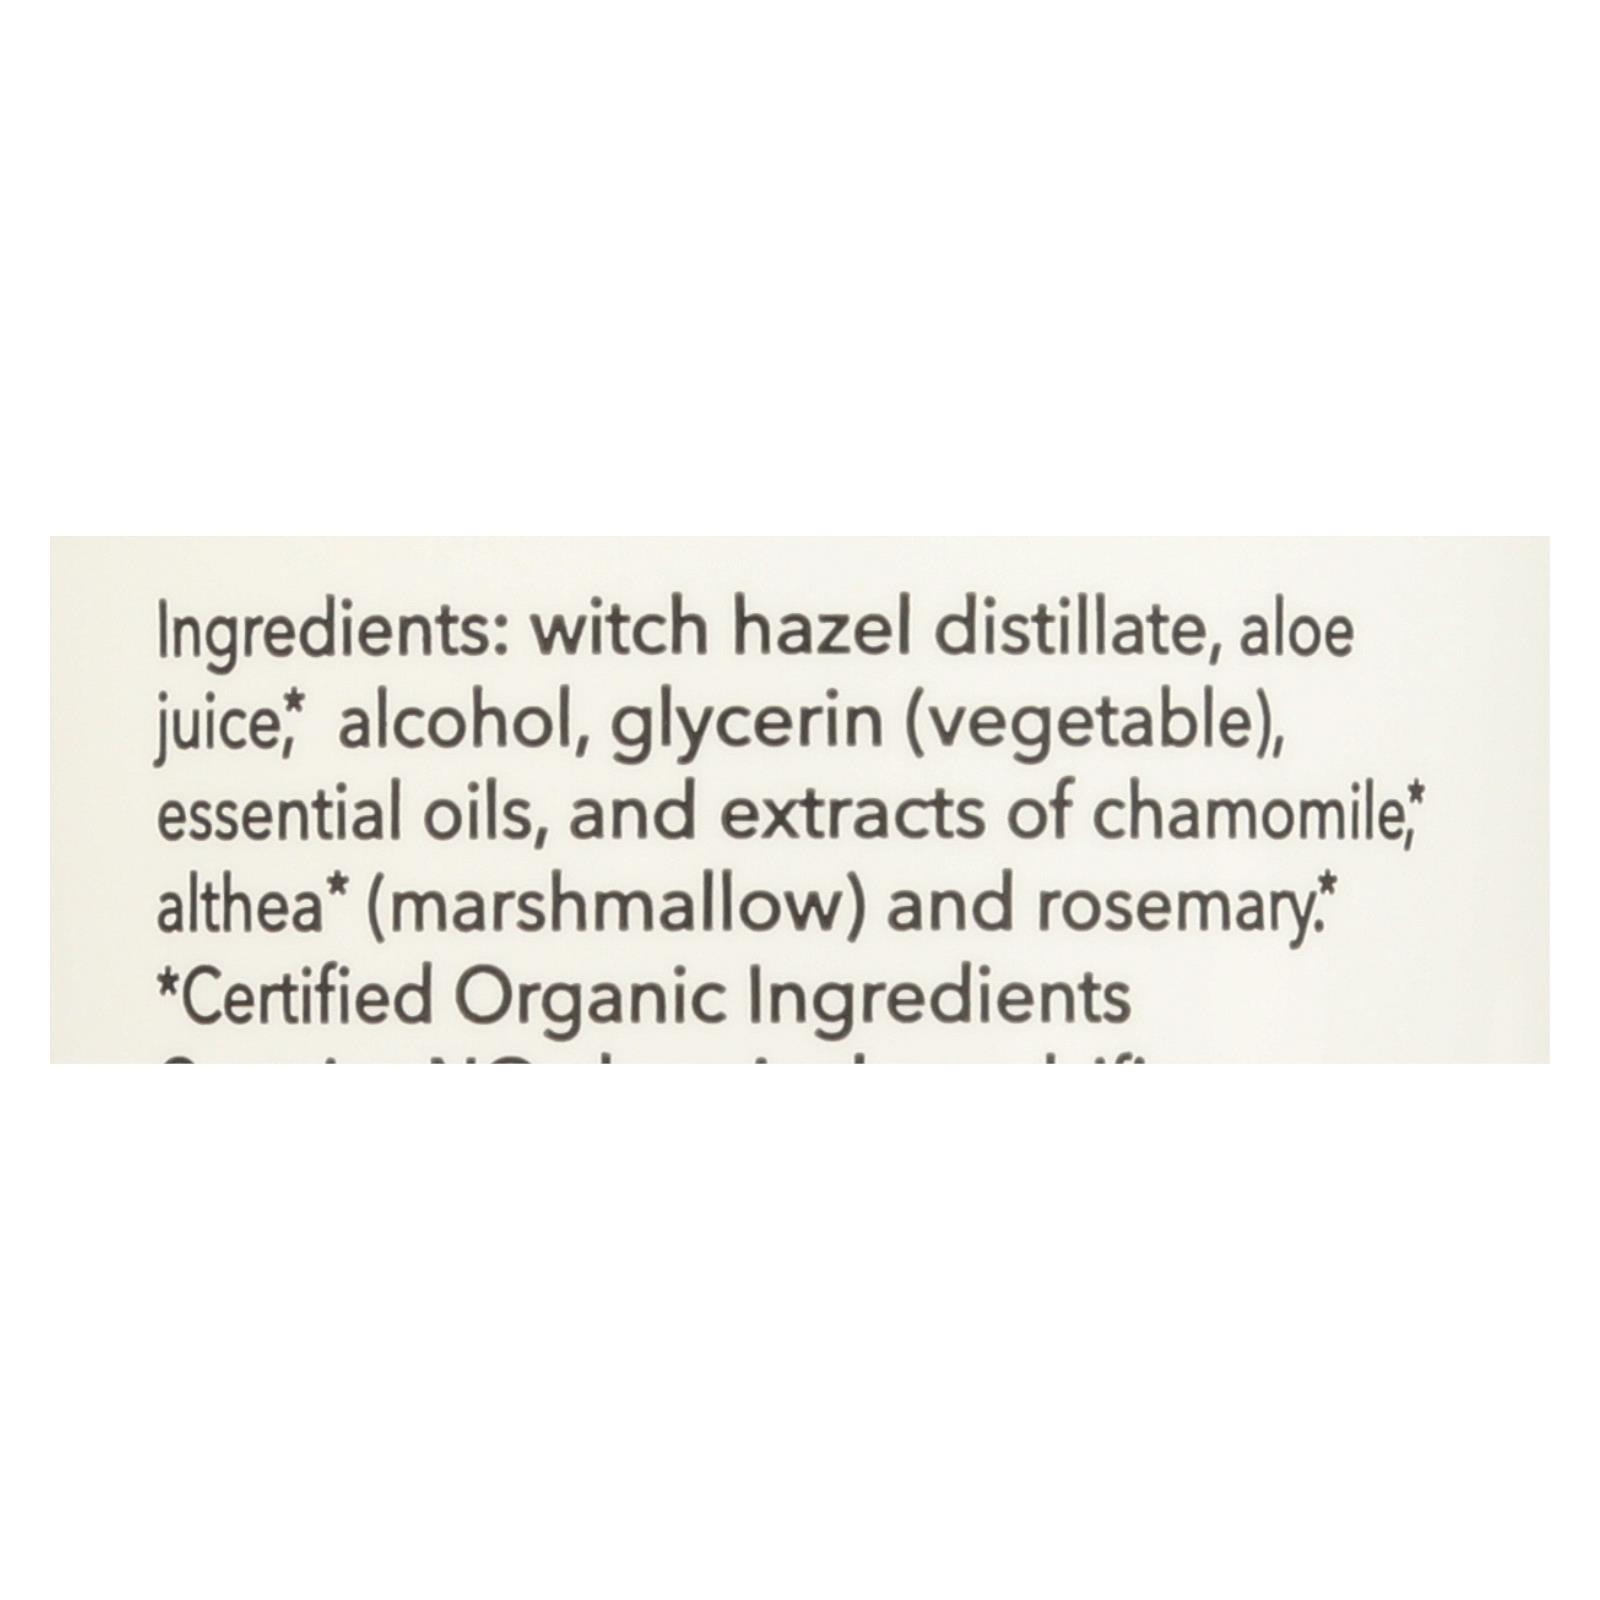 Ingredients: witch hazel distillate, aloe
juice,* alcohol, glycerin (vegetable),
essential oils, and extracts of chamomile,*
althea* (marshmallow) and rosemary.*
*Certified Organic Ingredients